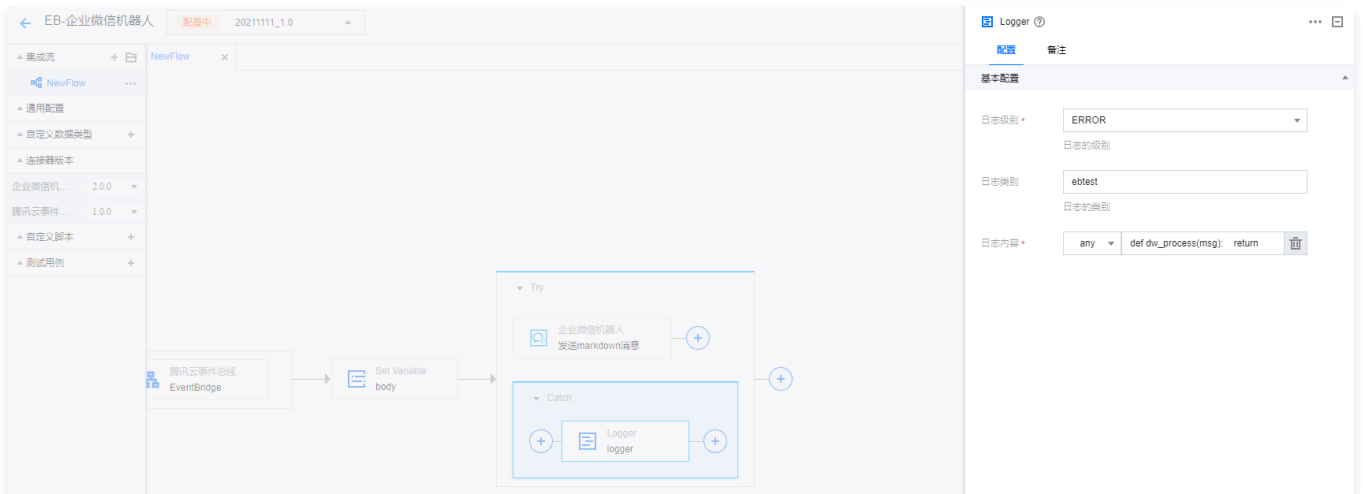 EB-企业微信机器人 配置中 20211111_1.0
集成流
NewFlow
通用配置
自定义数据类型
连接器版本
企业微信机... 2.0.0
腾讯云事件... 1.0.0
自定义脚本
测试用例
NewFlow
腾讯云事件总线
EventBridge
Set Variable
body
Try
企业微信机器人
发送markdown消息
Catch
Logger
logger
Logger
配置 备注
基本配置
日志级别 * ERROR
日志的级别
日志类别 ebtest
日志的类别
日志内容 * any def dw_process(msg): return